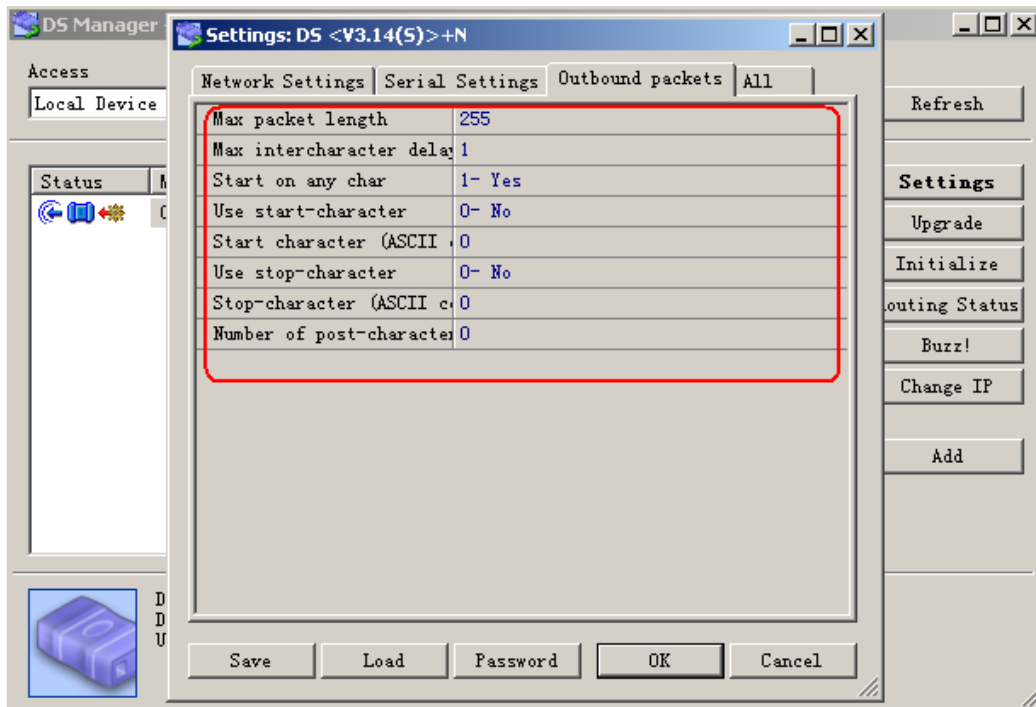 DS Manager
Settings: DS <V3.14(5)>+N
Access
Local Device
Refresh
Network Settings
Serial Settings
Outbound packets
All
Max packet length 255
Max intercharacter delay 1
Start on any char 1- Yes
Use start-character 0- No
Start character (ASCII 0
Use stop-character 0- No
Stop-character (ASCII c 0
Number of post-character 0
Status
Settings
Upgrade
Initialize
outing Status
Buzz!
Change IP
Add
D
D
U
Save
Load
Password
OK
Cancel